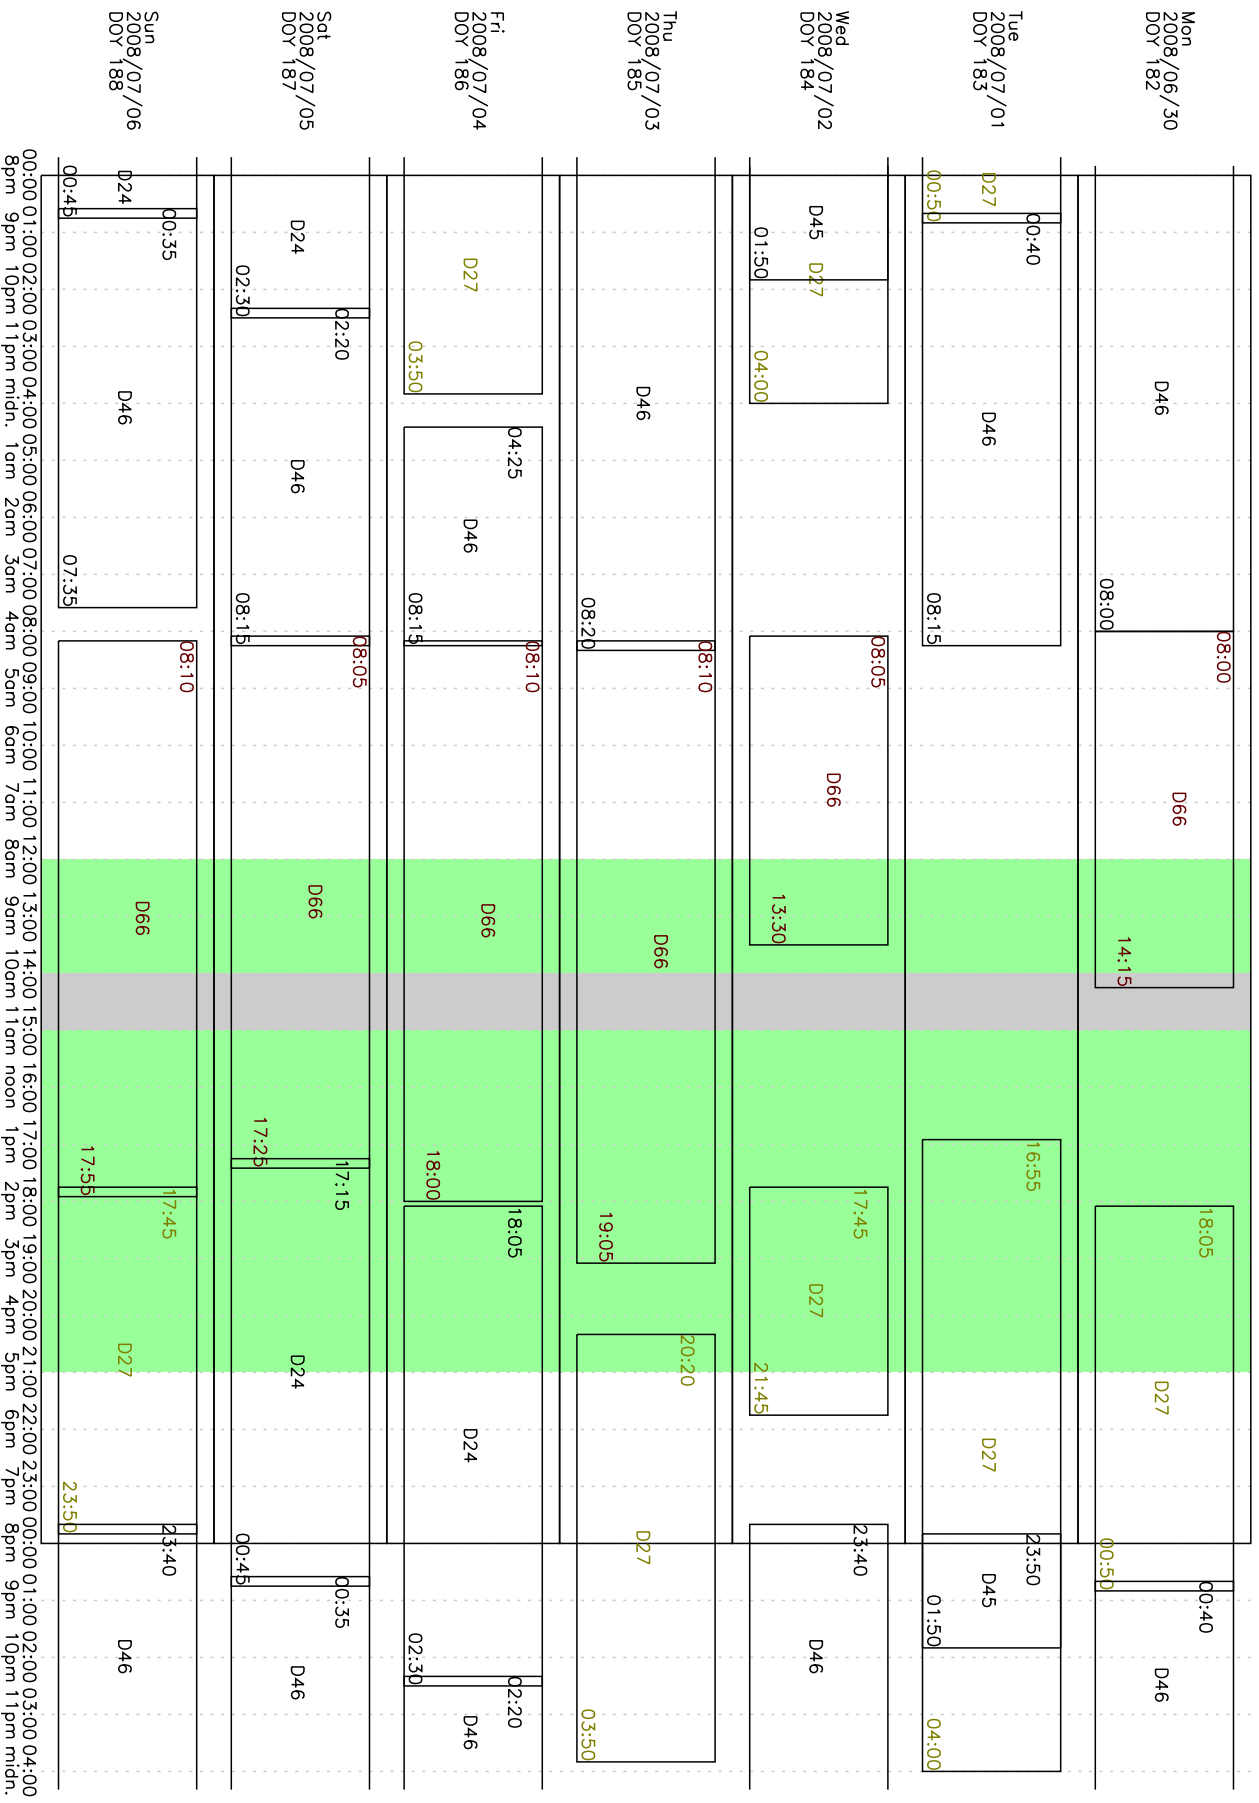 Mon
2008/06/30
DOY 182
D46
08:00
08:00
D66
14:15
18:05
D27
00:50
00:40
D46
Tue
2008/07/01
DOY 183
D27
00:50
00:40
D46
08:15
16:55
D27
23:50
D45
01:50
04:00
Wed
2008/07/02
DOY 184
D45
01:50
D27
04:00
08:05
D66
13:30
17:45
D27
21:45
23:40
D46
Thu
2008/07/03
DOY 185
D46
08:20
08:10
D66
19:05
20:20
D27
03:50
Fri
2008/07/04
DOY 186
D27
03:50
04:25
D46
08:15
08:10
D66
18:00
18:05
D24
02:30
02:20
D46
Sat
2008/07/05
DOY 187
D24
02:30
02:20
D46
08:15
08:05
D66
17:25
17:15
D24
00:45
00:35
D46
Sun
2008/07/06
DOY 188
D24
00:45
00:35
D46
07:35
08:10
D66
17:55
17:45
D27
23:50
23:40
D46
00:00 01:00 02:00 03:00 04:00 05:00 06:00 07:00 08:00 09:00 10:00 11:00 12:00 13:00 14:00 15:00 16:00 17:00 18:00 19:00 20:00 21:00 22:00 23:00 00:00 01:00 02:00 03:00 04:00
8pm 9pm 10pm 11pm midn. 1am 2am 3am 4am 5am 6am 7am 8am 9am 10am 11am noon 1pm 2pm 3pm 4pm 5pm 6pm 7pm 8pm 9pm 10pm 11pm midn.